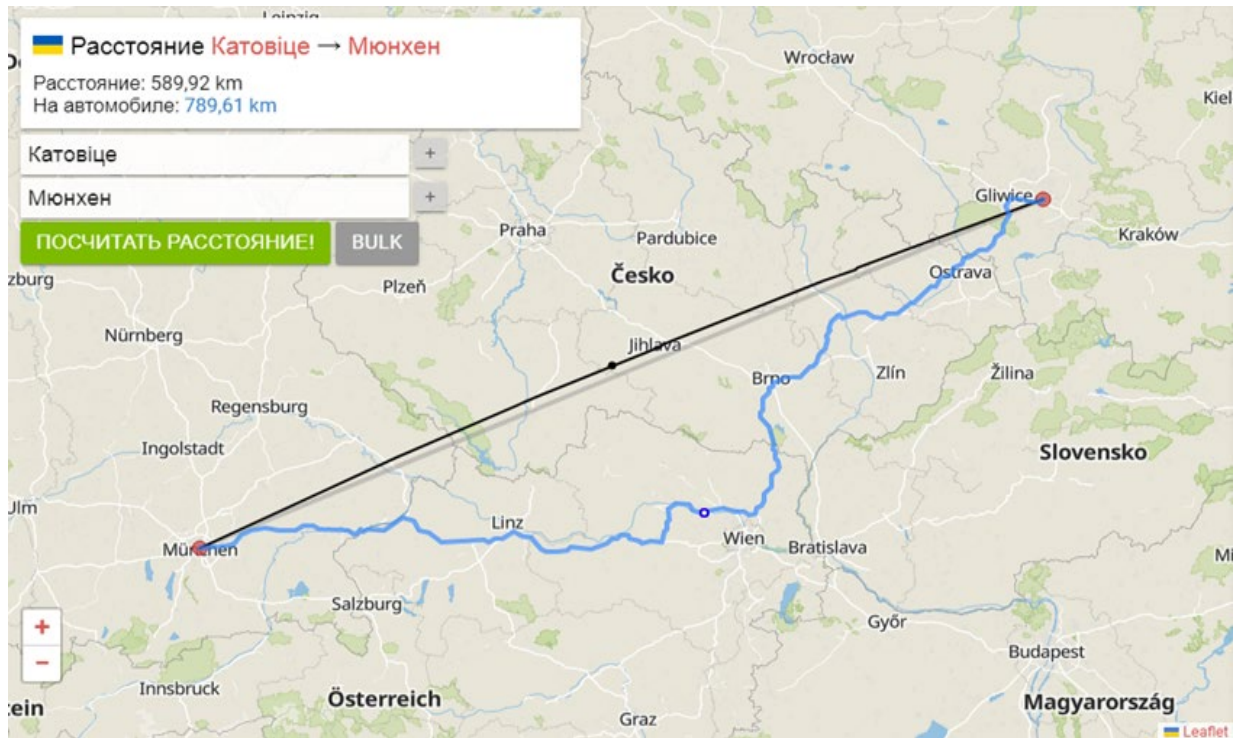 Leipzig
Расстояние Катовіце → Мюнхен
Расстояние: 589,92 km
На автомобиле: 789,61 km
Катовіце
+
Мюнхен
+
ПОСЧИТАТЬ РАССТОЯНИЕ!
BULK
Wrocław
Kiel
Gliwice
Praha
Pardubice
Kraków
Česko
Ostrava
zburg
Plzeň
Nürnberg
Jihlava
Brno
Zlín
Žilina
Regensburg
Ingolstadt
Slovensko
Ulm
Linz
Wien
Bratislava
München
Mi
Salzburg
Győr
+
−
Budapest
Innsbruck
Österreich
Magyarország
ein
Graz
Leaflet